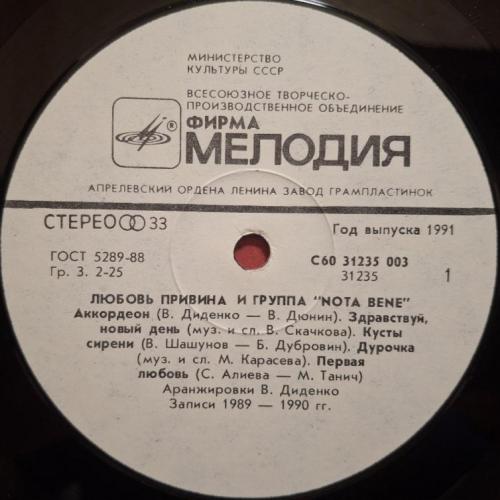 МИНИСТЕРСТВО
КУЛЬТУРЫ СССР
ВСЕСОЮЗНОЕ ТВОРЧЕСКО-
ПРОИЗВОДСТВЕННОЕ ОБЪЕДИНЕНИЕ
®
ФИРМА
МЕЛОДИЯ
АПРЕЛЕВСКИЙ ОРДЕНА ЛЕНИНА ЗАВОД ГРАМПЛАСТИНОК
СТЕРЕО 33
Год выпуска 1991
ГОСТ 5289-88
Гр. 3. 2-25
С60 31235 003
31235
1
ЛЮБОВЬ ПРИВИНА И ГРУППА "NOTA BENE"
Аккордеон (В. Диденко — В. Дюнин). Здравствуй,
новый день (муз. и сл. В. Скачкова). Кусты
сирени (В. Шашунов — Б. Дубровин). Дурочка
(муз. и сл. М. Карасева). Первая
любовь (С. Алиева — М. Танич)
Аранжировки В. Диденко
Записи 1989 — 1990 гг.